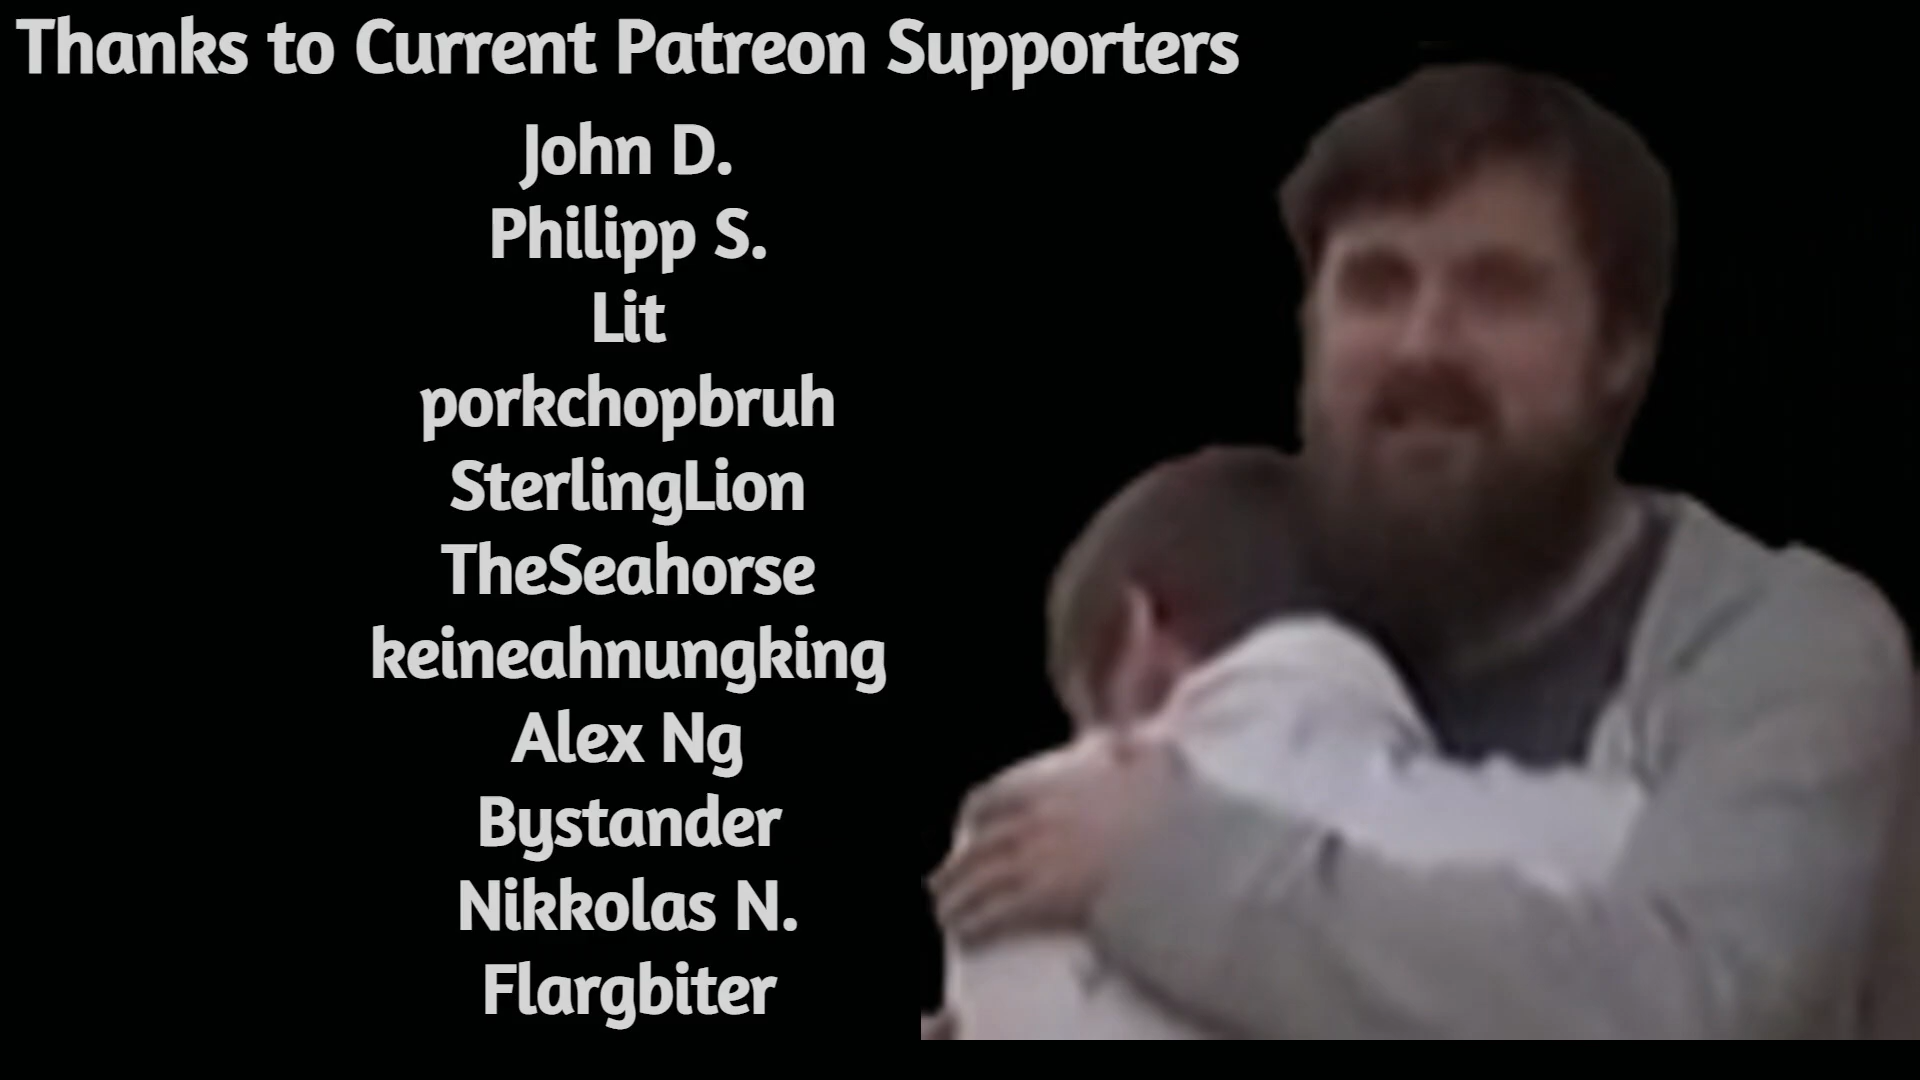 Thanks to Current Patreon Supporters
John D.
Philipp S.
Lit
porkchopbruh
SterlingLion
TheSeahorse
keineahnungking
Alex Ng
Bystander
Nikkolas N.
Flargbiter